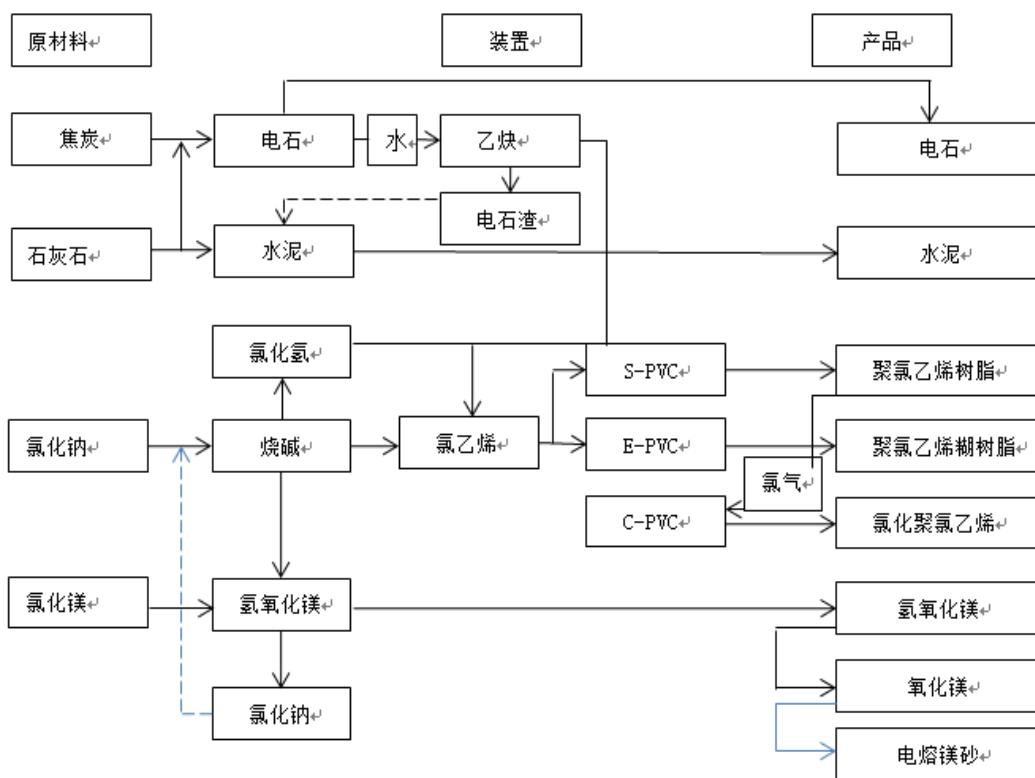 原材料
装置
产品
焦炭
电石
水
乙炔
电石
电石渣
石灰石
水泥
水泥
氯化氢
S-PVC
聚氯乙烯树脂
氯化钠
烧碱
氯乙烯
E-PVC
聚氯乙烯糊树脂
氯气
C-PVC
氯化聚氯乙烯
氯化镁
氢氧化镁
氢氧化镁
氧化镁
氯化钠
电熔镁砂